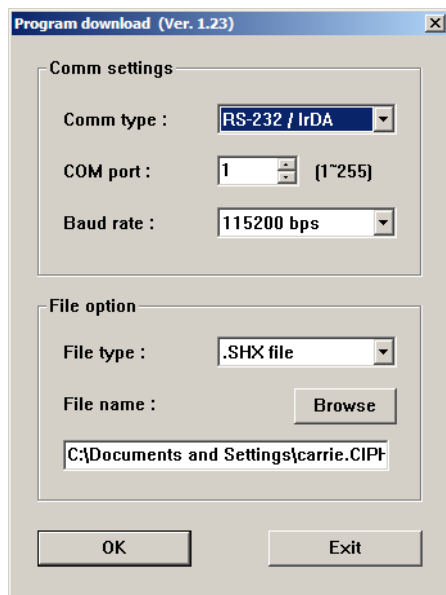 Program download (Ver. 1.23)
Comm settings
Comm type : RS-232 / IrDA
COM port : 1 (1~255)
Baud rate : 115200 bps
File option
File type : .SHX file
File name : Browse
C:\Documents and Settings\carrie.CIPH
OK Exit